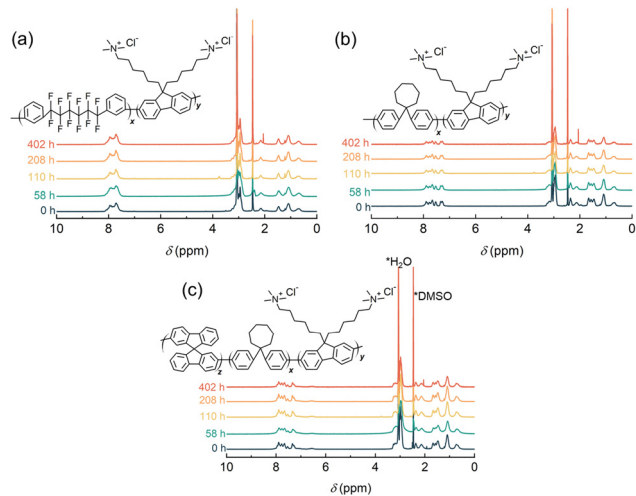 (a)
N+ Cl- N+ Cl-
F F F F F F
F F F F F F
x y
402 h
208 h
110 h
58 h
0 h
10 8 6 4 2 0
δ (ppm)
(b)
N+ Cl- N+ Cl-
x y
402 h
208 h
110 h
58 h
0 h
10 8 6 4 2 0
δ (ppm)
(c)
*H2O
N+ Cl- N+ Cl-
*DMSO
z x y
402 h
208 h
110 h
58 h
0 h
10 8 6 4 2 0
δ (ppm)